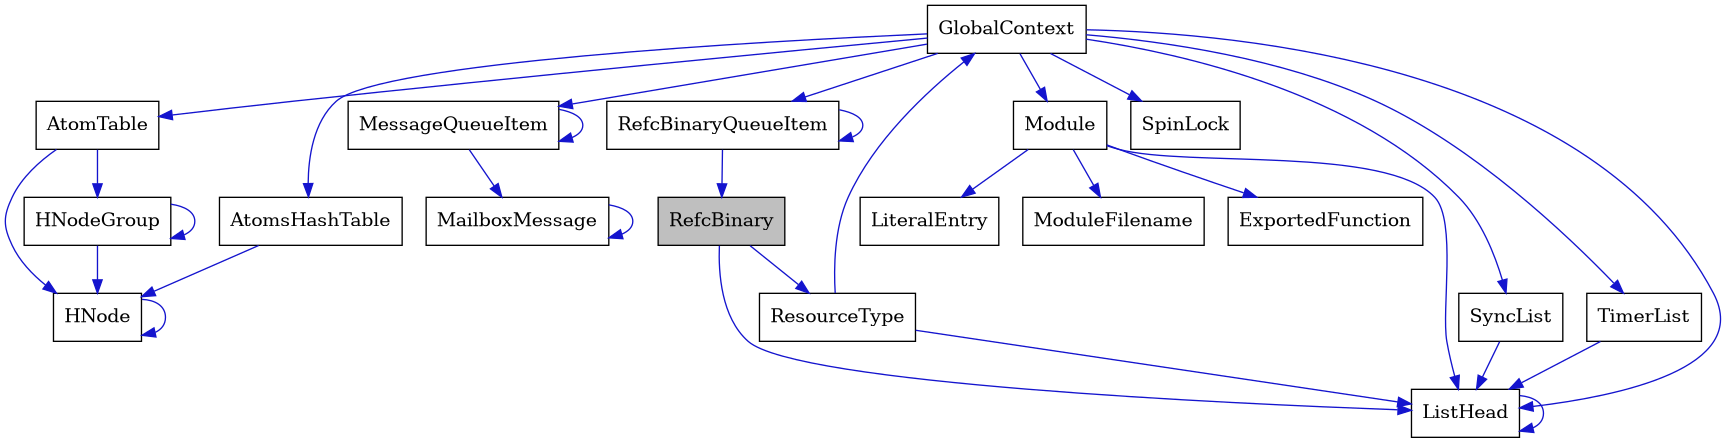 GlobalContext
AtomTable
MessageQueueItem
RefcBinaryQueueItem
Module
SpinLock
HNodeGroup
AtomsHashTable
MailboxMessage
RefcBinary
LiteralEntry
ModuleFilename
ExportedFunction
HNode
ResourceType
SyncList
TimerList
ListHead